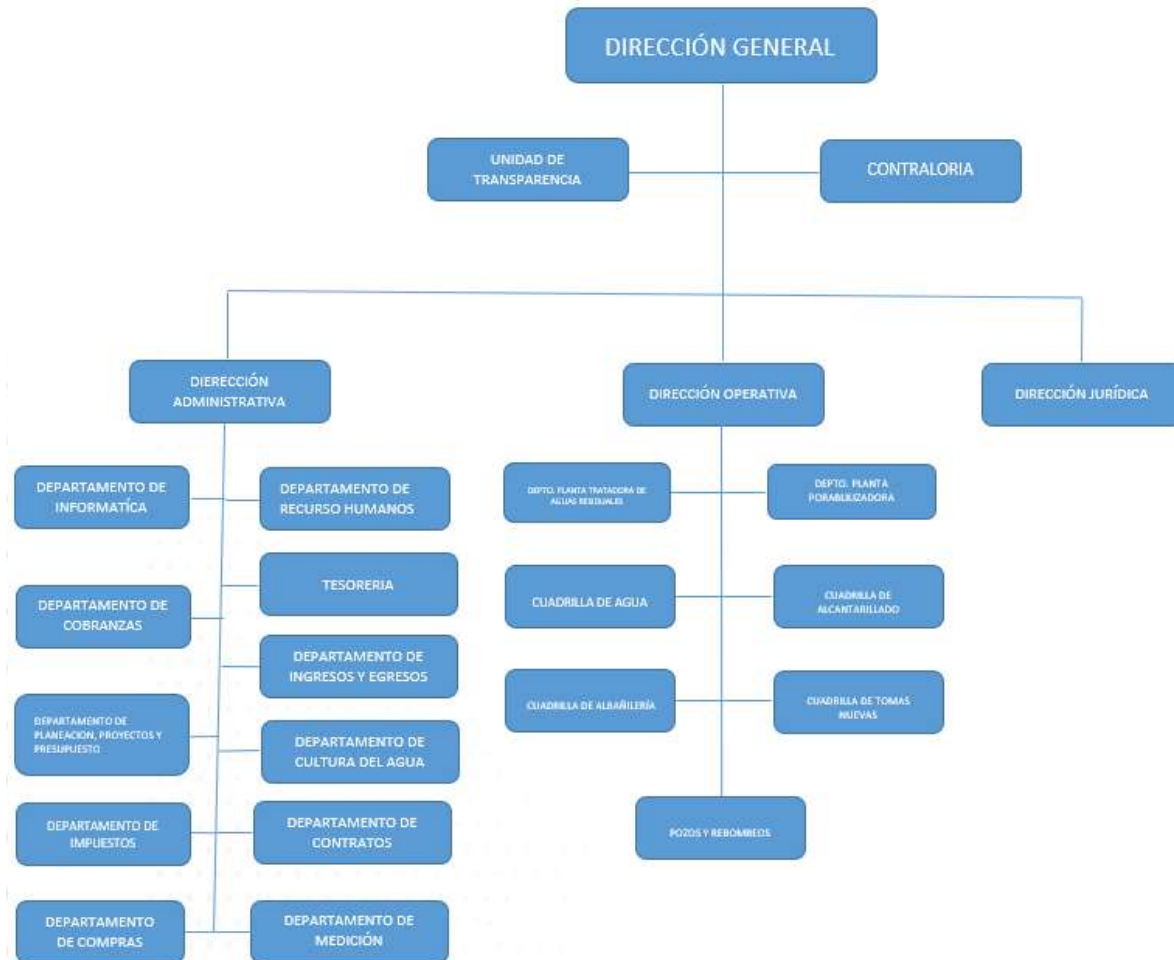 DIRECCIÓN GENERAL
UNIDAD DE
TRANSPARENCIA
CONTRALORIA
DIERECCIÓN
ADMINISTRATIVA
DIRECCIÓN OPERATIVA
DIRECCIÓN JURÍDICA
DEPARTAMENTO DE
INFORMATÍCA
DEPARTAMENTO DE
RECURSO HUMANOS
TESORERIA
DEPARTAMENTO DE
COBRANZAS
DEPARTAMENTO DE
INGRESOS Y EGRESOS
DEPARTAMENTO DE
PLANEACION, PROYECTOS Y
PRESUPUESTO
DEPARTAMENTO DE
CULTURA DEL AGUA
DEPARTAMENTO DE
IMPUESTOS
DEPARTAMENTO DE
CONTRATOS
DEPARTAMENTO
DE COMPRAS
DEPARTAMENTO DE
MEDICIÓN
DEPTO. PLANTA TRATADORA DE
AGUAS RESIDUALES
DEPTO. PLANTA
CUADRILLA DE AGUA
CUADRILLA DE
ALCANTARILLADO
CUADRILLA DE ALBAÑILERÍA
CUADRILLA DE TOMAS
NUEVAS
POZOS Y REBOMBEOS